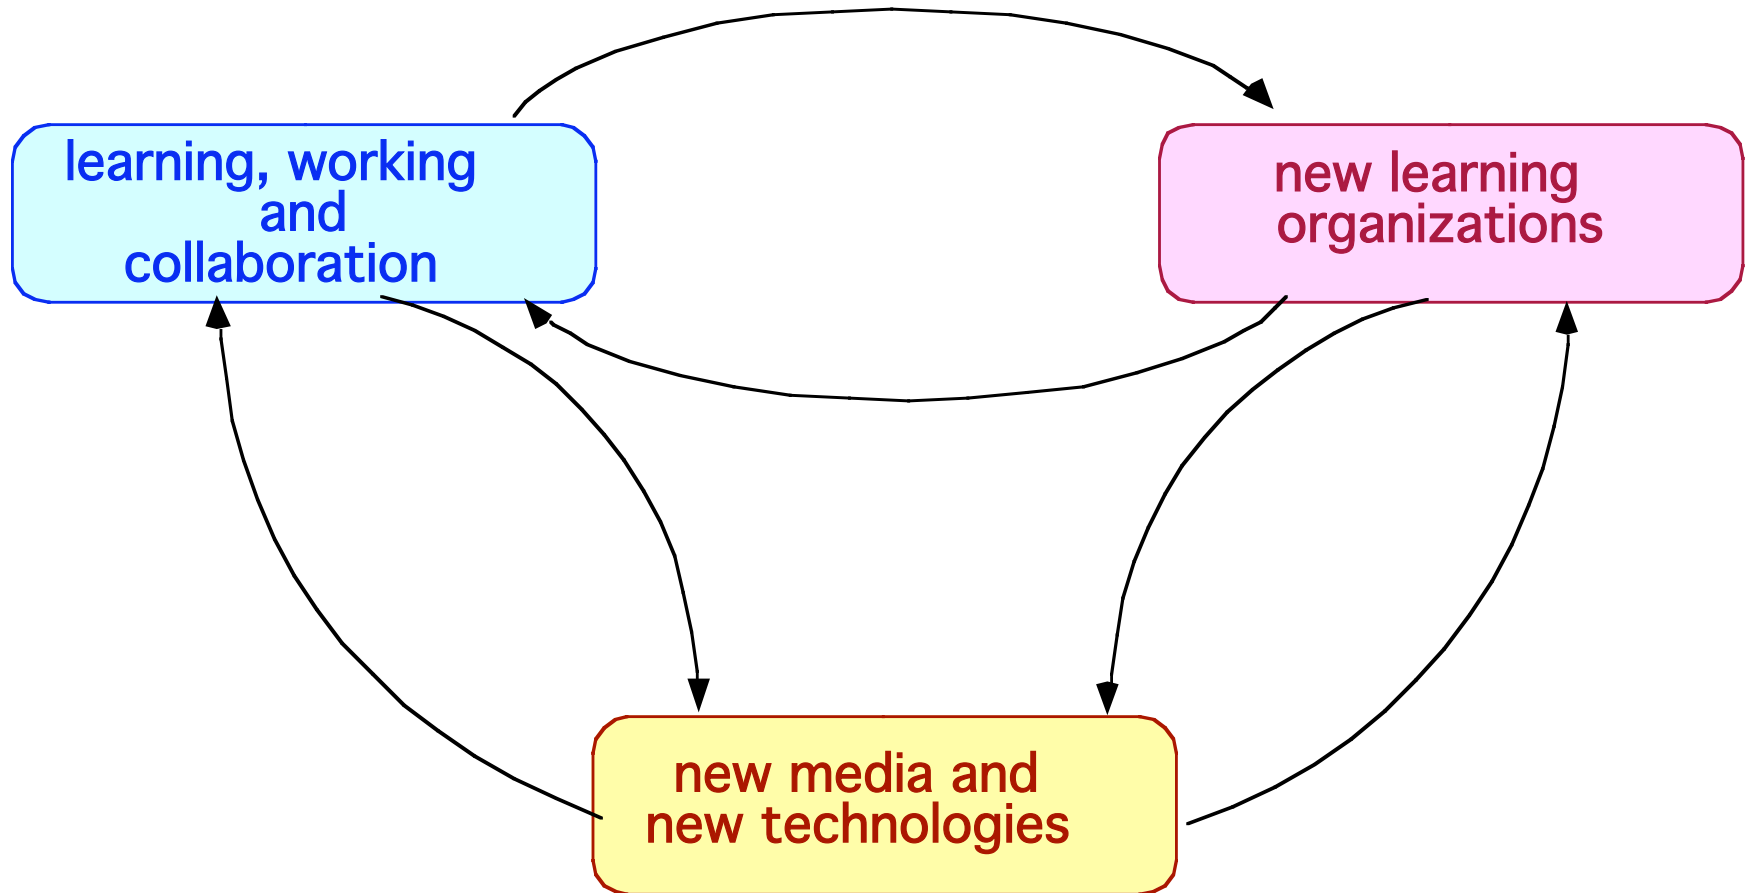 learning, working
and
collaboration
new learning
organizations
new media and
new technologies